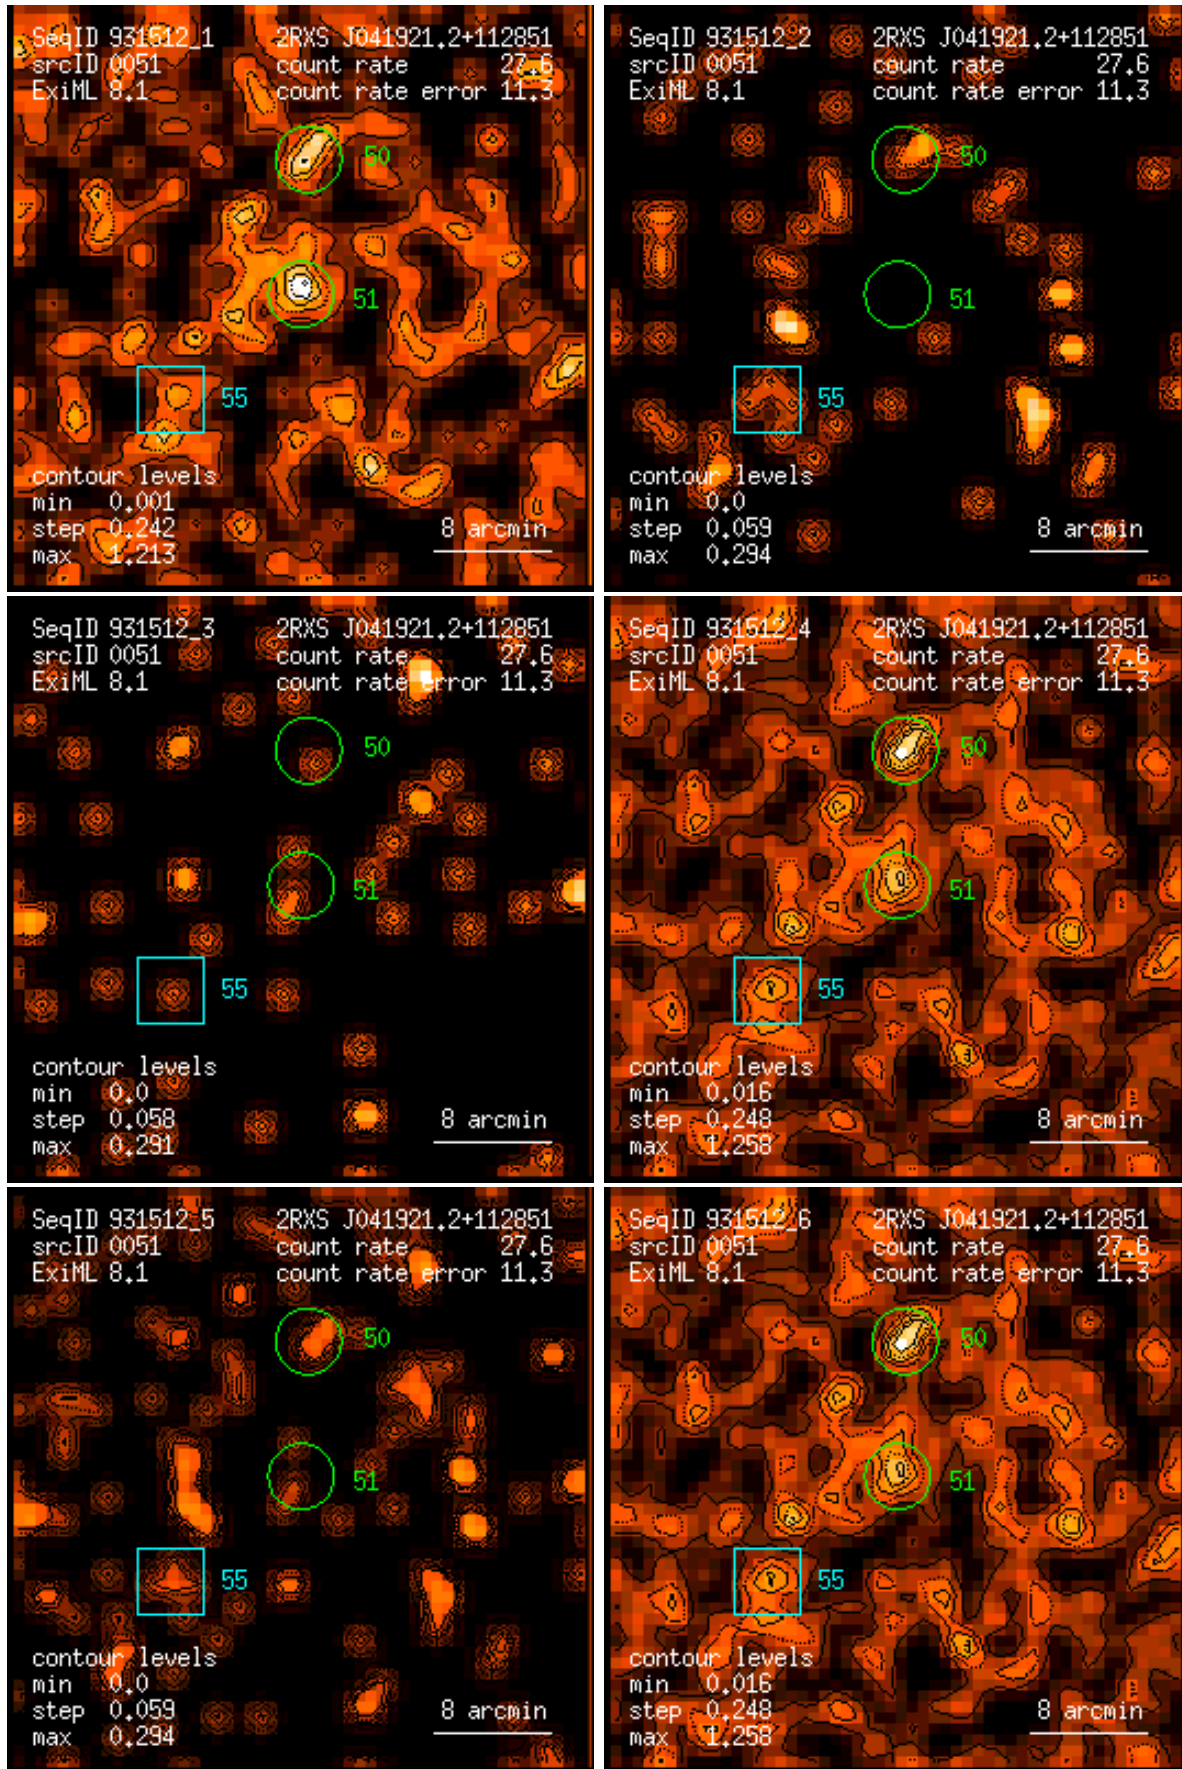 SeqID 931512_1 2RXS J041921.2+112851
srcID 0051 count rate 27.6
ExiML 8.1 count rate error 11.3
50
51
55
contour levels
min 0.001
step 0.242 8 arcmin
max 1.213
SeqID 931512_2 2RXS J041921.2+112851
srcID 0051 count rate 27.6
ExiML 8.1 count rate error 11.3
50
51
55
contour levels
min 0.0
step 0.059 8 arcmin
max 0.294
SeqID 931512_3 2RXS J041921.2+112851
srcID 0051 count rate 27.6
ExiML 8.1 count rate error 11.3
50
51
55
contour levels
min 0.0
step 0.058 8 arcmin
max 0.291
SeqID 931512_4 2RXS J041921.2+112851
srcID 0051 count rate 27.6
ExiML 8.1 count rate error 11.3
50
51
55
contour levels
min 0.016
step 0.248 8 arcmin
max 1.258
SeqID 931512_5 2RXS J041921.2+112851
srcID 0051 count rate 27.6
ExiML 8.1 count rate error 11.3
50
51
55
contour levels
min 0.0
step 0.059 8 arcmin
max 0.294
SeqID 931512_6 2RXS J041921.2+112851
srcID 0051 count rate 27.6
ExiML 8.1 count rate error 11.3
50
51
55
contour levels
min 0.016
step 0.248 8 arcmin
max 1.258